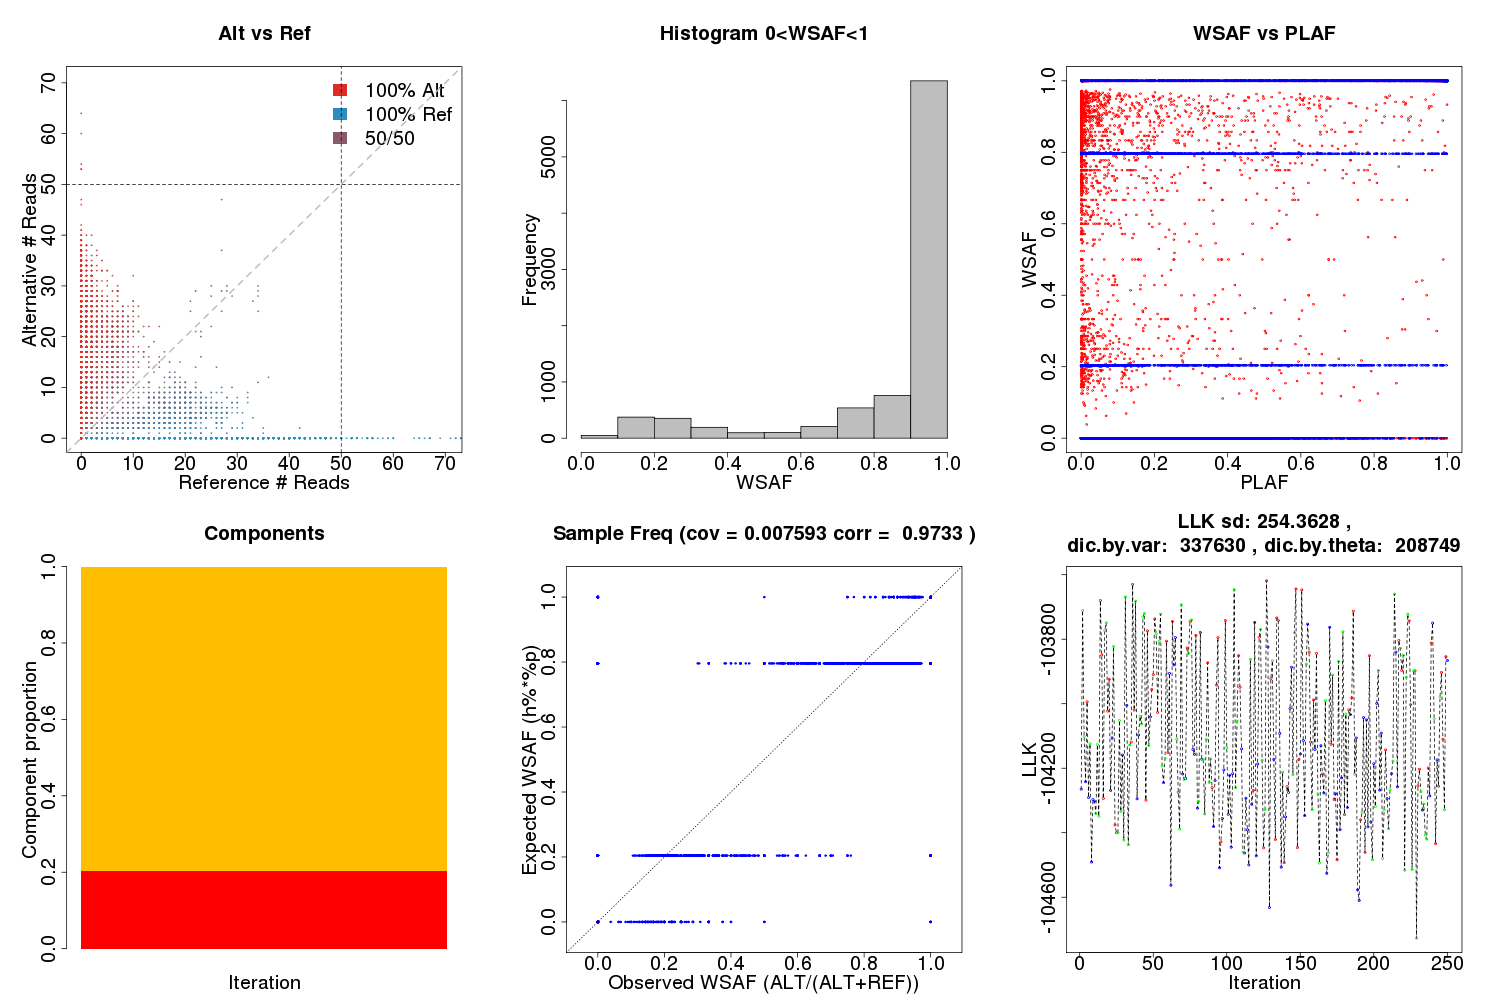 Alt vs Ref
100% Alt
100% Ref
50/50
Alternative # Reads
0 10 20 30 40 50 60 70
0 10 20 30 40 50 60 70
Reference # Reads
Histogram 0<WSAF<1
Frequency
0 1000 3000 5000
0.0 0.2 0.4 0.6 0.8 1.0
WSAF
WSAF vs PLAF
WSAF
0.0 0.2 0.4 0.6 0.8 1.0
0.0 0.2 0.4 0.6 0.8 1.0
PLAF
Components
Component proportion
0.0 0.2 0.4 0.6 0.8 1.0
Iteration
Sample Freq (cov = 0.007593 corr = 0.9733 )
Expected WSAF (h%*%p)
0.0 0.2 0.4 0.6 0.8 1.0
0.0 0.2 0.4 0.6 0.8 1.0
Observed WSAF (ALT/(ALT+REF))
LLK sd: 254.3628 ,
dic.by.var: 337630 , dic.by.theta: 208749
LLK
-104600 -104200 -103800
0 50 100 150 200 250
Iteration